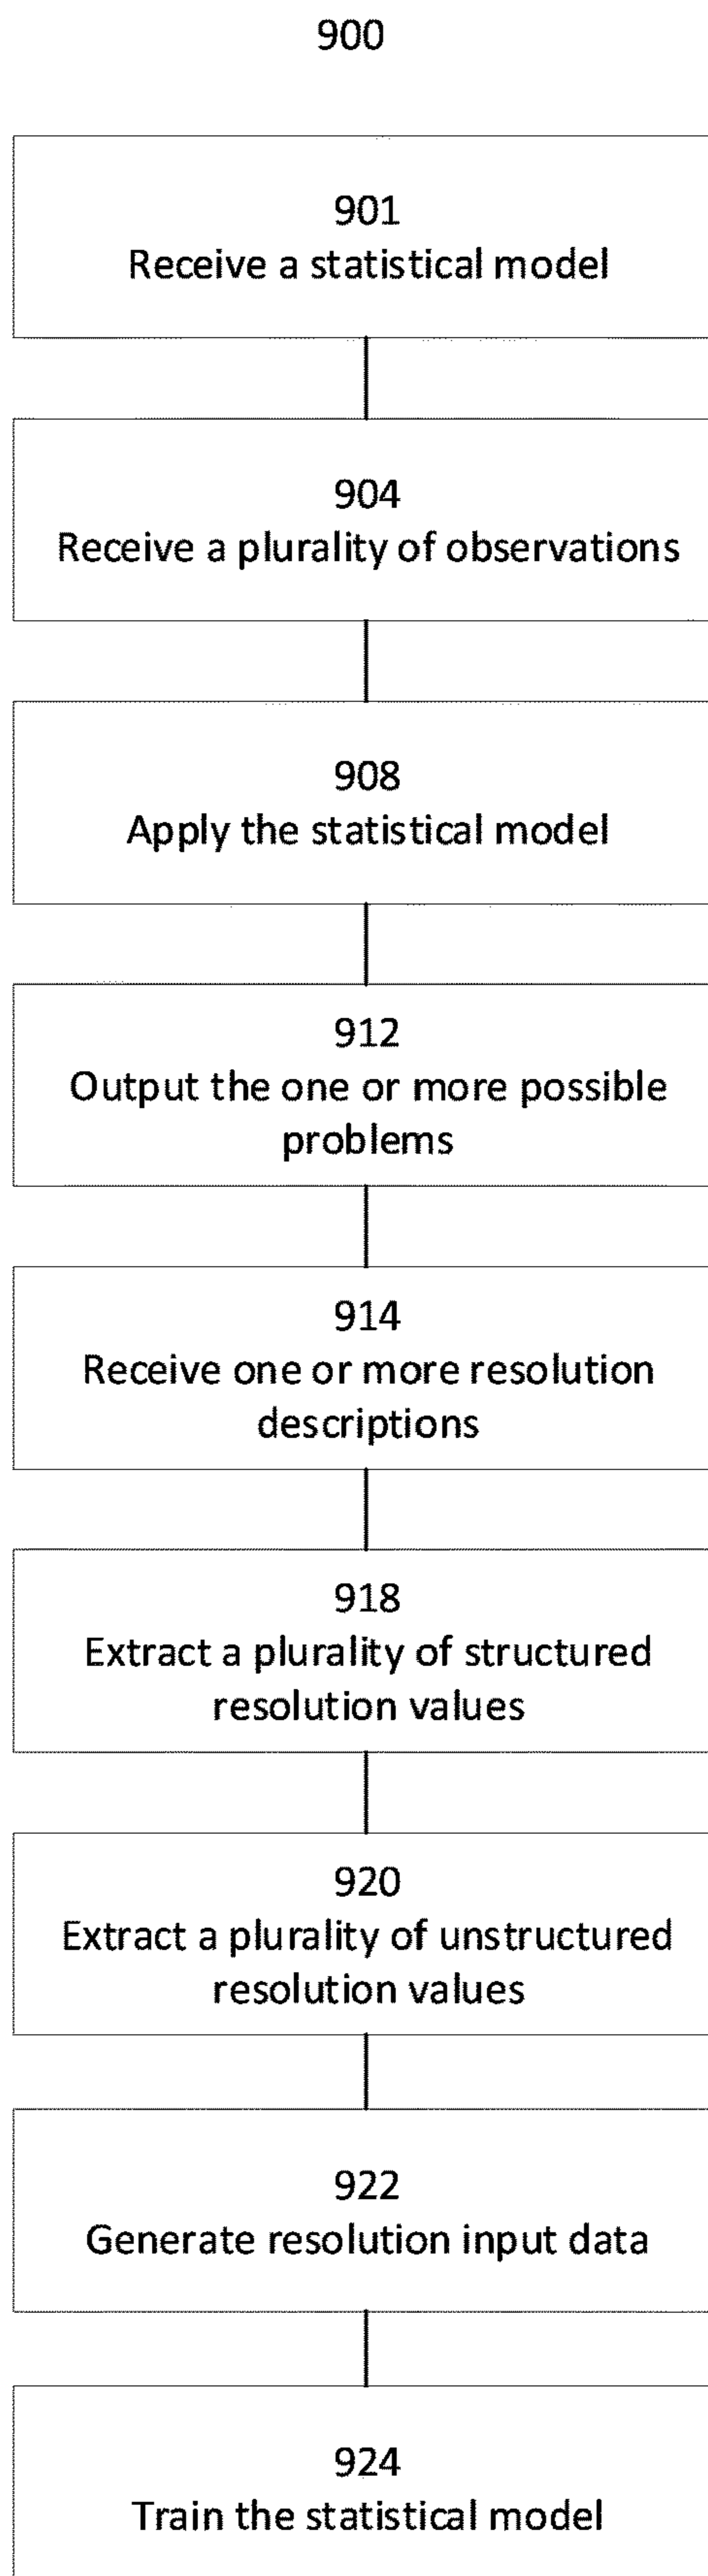 900
901
Receive a statistical model
904
Receive a plurality of observations
908
Apply the statistical model
912
Output the one or more possible
problems
914
Receive one or more resolution
descriptions
918
Extract a plurality of structured
resolution values
920
Extract a plurality of unstructured
resolution values
922
Generate resolution input data
924
Train the statistical model